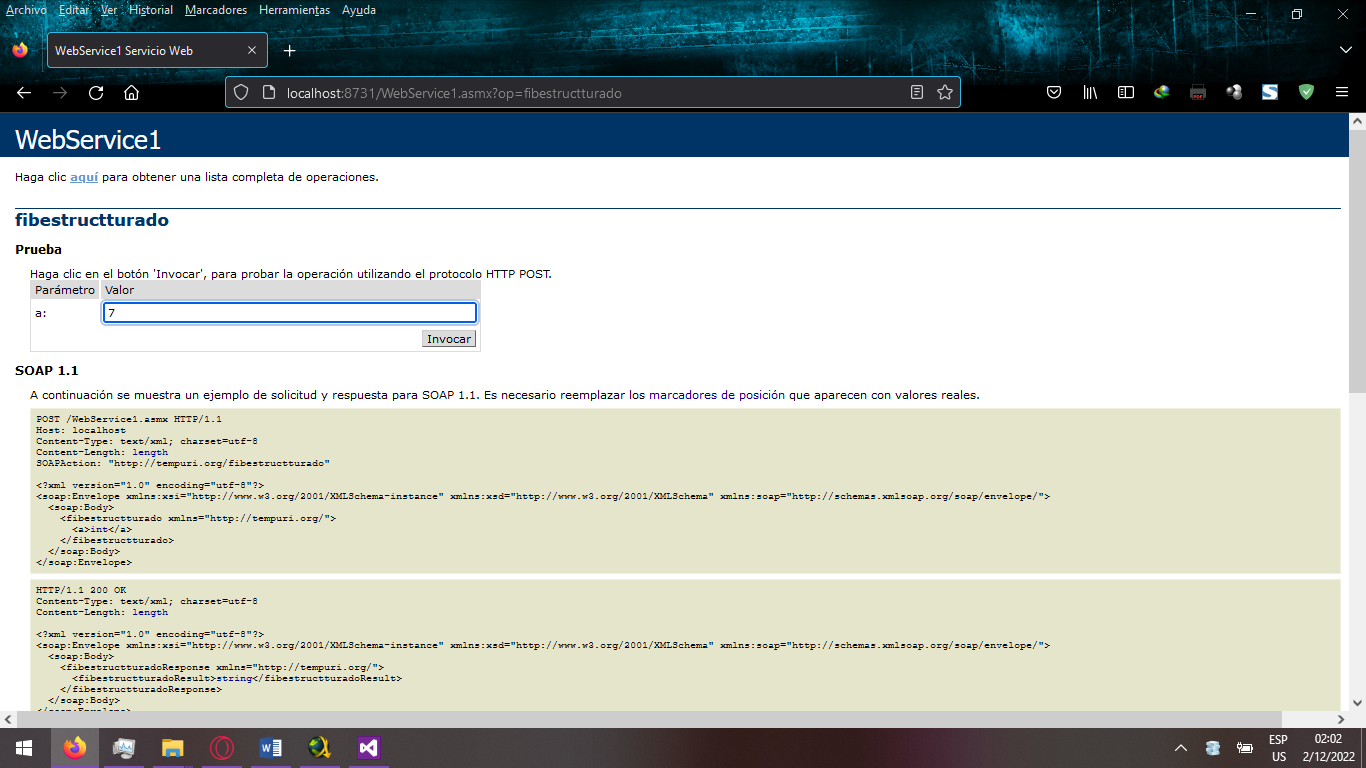 Archivo Editar Ver Historial Marcadores Herramientas Ayuda
WebService1 Servicio Web
localhost:8731/WebService1.asmx?op=fibestructturado
WebService1
Haga clic aquí para obtener una lista completa de operaciones.
fibestructturado
Prueba
Haga clic en el botón 'Invocar', para probar la operación utilizando el protocolo HTTP POST.
Parámetro Valor
a: 7
Invocar
SOAP 1.1
A continuación se muestra un ejemplo de solicitud y respuesta para SOAP 1.1. Es necesario reemplazar los marcadores de posición que aparecen con valores reales.
POST /WebService1.asmx HTTP/1.1
Host: localhost
Content-Type: text/xml; charset=utf-8
Content-Length: length
SOAPAction: "http://tempuri.org/fibestructturado"
<?xml version="1.0" encoding="utf-8"?>
<soap:Envelope xmlns:xsi="http://www.w3.org/2001/XMLSchema-instance" xmlns:xsd="http://www.w3.org/2001/XMLSchema" xmlns:soap="http://schemas.xmlsoap.org/soap/envelope/">
<soap:Body>
<fibestructturado xmlns="http://tempuri.org/">
<a>int</a>
</fibestructturado>
</soap:Body>
</soap:Envelope>
HTTP/1.1 200 OK
Content-Type: text/xml; charset=utf-8
Content-Length: length
<?xml version="1.0" encoding="utf-8"?>
<soap:Envelope xmlns:xsi="http://www.w3.org/2001/XMLSchema-instance" xmlns:xsd="http://www.w3.org/2001/XMLSchema" xmlns:soap="http://schemas.xmlsoap.org/soap/envelope/">
<soap:Body>
<fibestructturadoResponse xmlns="http://tempuri.org/">
<fibestructturadoResult>string</fibestructturadoResult>
</fibestructturadoResponse>
</soap:Body>
</soap:Envelope>
ESP 02:02
US 2/12/2022